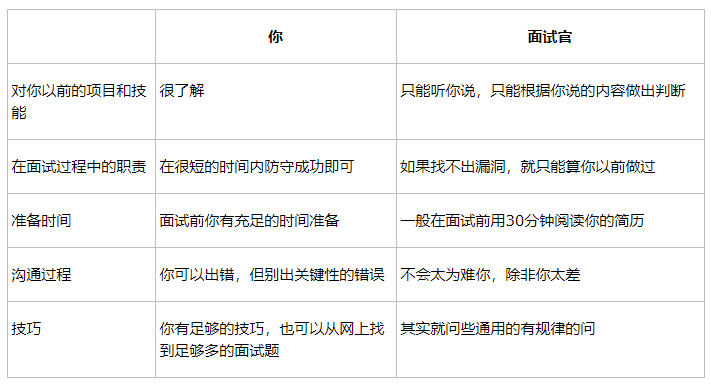 你 面试官
对你以前的项目和技 很了解 只能听你说，只能根据你说的内容做出判断
能
在面试过程中的职责 在很短的时间内防守成功即可 如果找不出漏洞，就只能算你以前做过
准备时间 面试前你有充足的时间准备 一般在面试前用30分钟阅读你的简历
沟通过程 你可以出错，但别出关键性的错误 不会太为难你，除非你太差
技巧 你有足够的技巧，也可以从网上找 其实就问些通用的有规律的问
到足够多的面试题